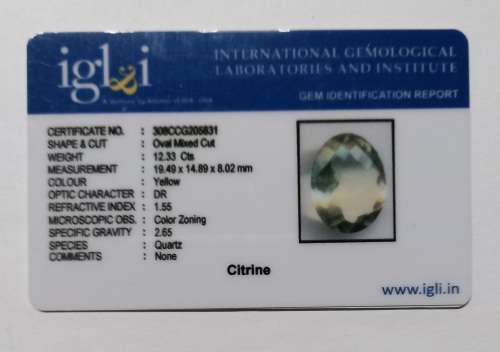 igl&i
INTERNATIONAL GEMOLOGICAL
LABORATORIES AND INSTITUTE
GEM IDENTIFICATION REPORT
CERTIFICATE NO. : 308CCG205831
SHAPE & CUT : Oval Mixed Cut
WEIGHT : 12.33 Cts
MEASUREMENT : 19.49 x 14.89 x 8.02 mm
COLOUR : Yellow
OPTIC CHARACTER : DR
REFRACTIVE INDEX : 1.55
MICROSCOPIC OBS. : Color Zoning
SPECIFIC GRAVITY : 2.65
SPECIES : Quartz
COMMENTS : None
Citrine
www.igli.in